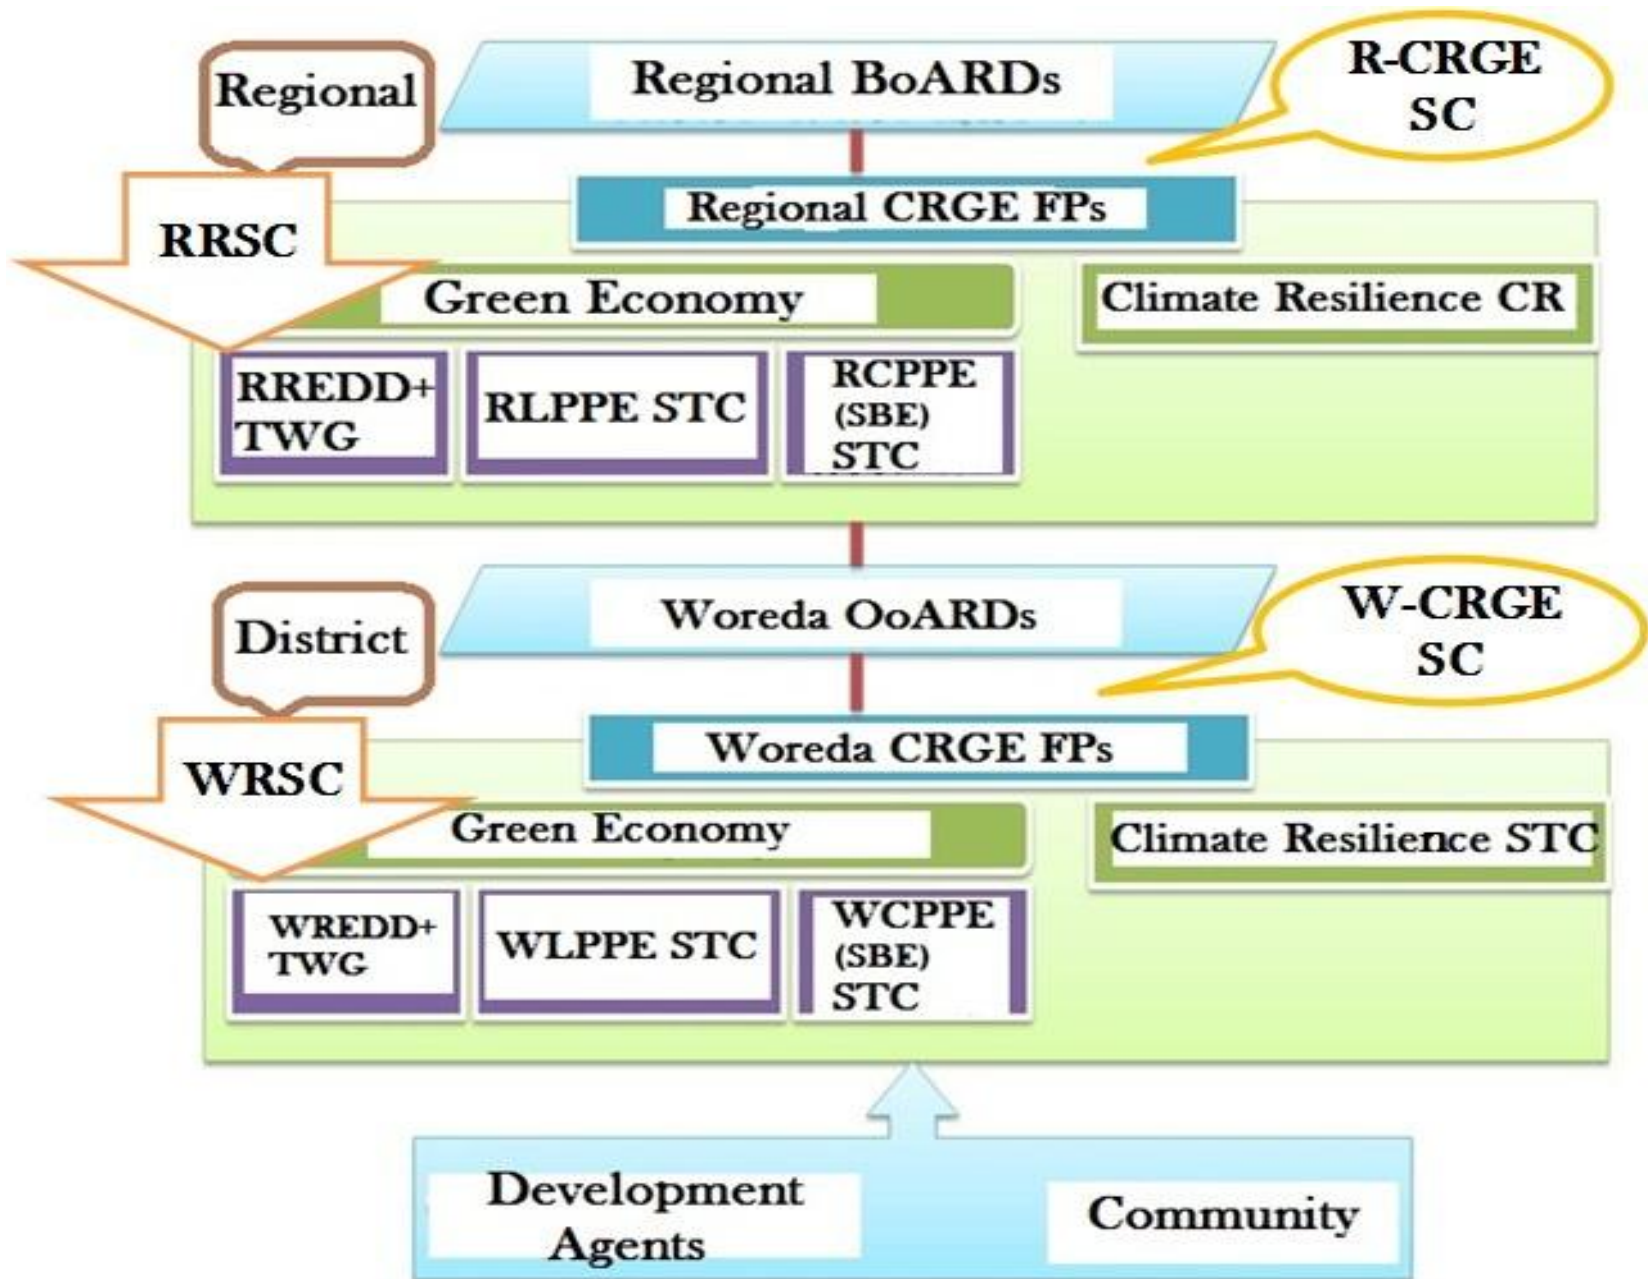 Regional
Regional BoARDs
R-CRGE
SC
RRSC
Regional CRGE FPs
Green Economy
Climate Resilience CR
RREDD+
TWG
RLPPE STC
RCPPE
(SBE)
STC
District
Woreda OoARDs
W-CRGE
SC
WRSC
Woreda CRGE FPs
Green Economy
Climate Resilience STC
WREDD+
TWG
WLPPE STC
WCPPE
(SBE)
STC
Development
Agents
Community